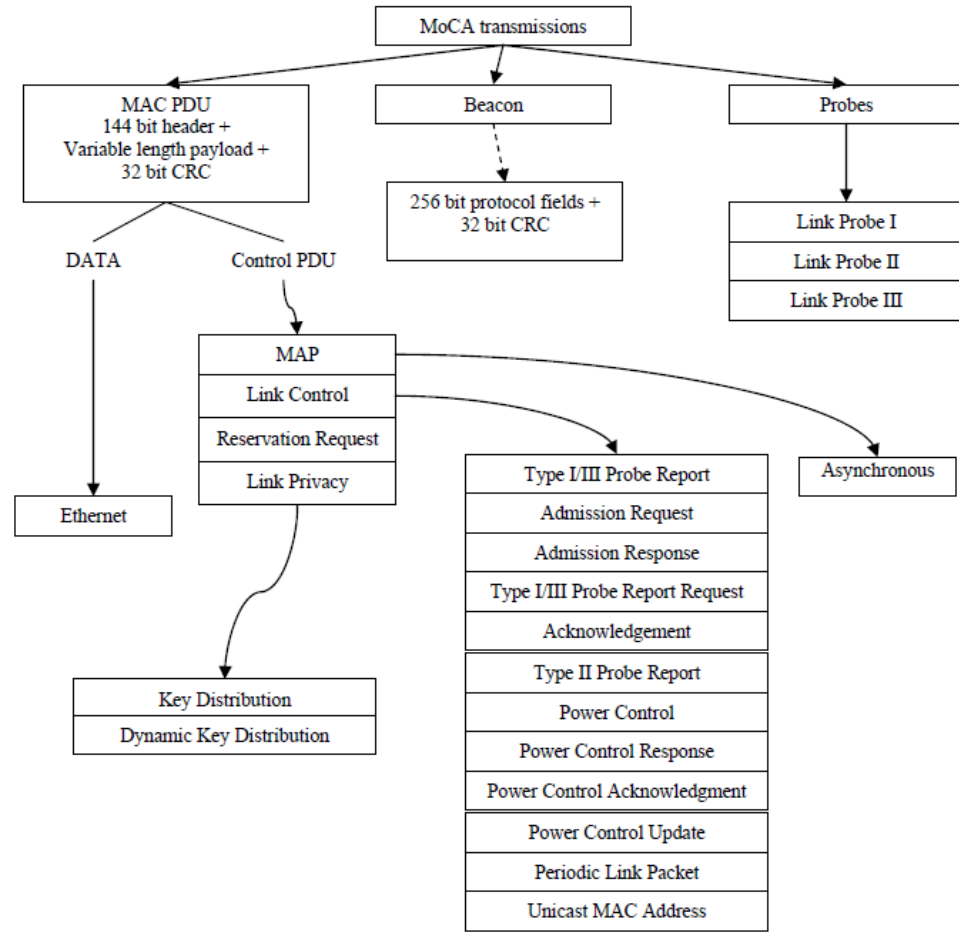 MoCA transmissions
MAC PDU
144 bit header +
Variable length payload +
32 bit CRC
Beacon
Probes
256 bit protocol fields +
32 bit CRC
Link Probe I
Link Probe II
Link Probe III
DATA
Control PDU
MAP
Link Control
Reservation Request
Link Privacy
Ethernet
Type I/III Probe Report
Admission Request
Admission Response
Type I/III Probe Report Request
Acknowledgement
Type II Probe Report
Power Control
Power Control Response
Power Control Acknowledgment
Power Control Update
Periodic Link Packet
Unicast MAC Address
Asynchronous
Key Distribution
Dynamic Key Distribution